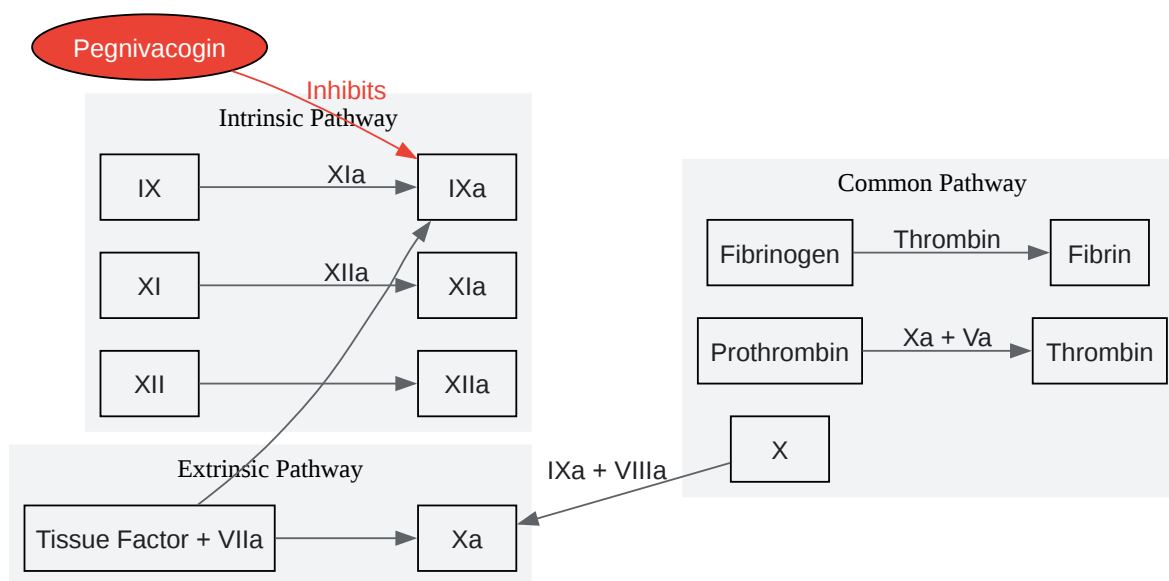 Pegnivacogin
Inhibits
Intrinsic Pathway
IX
XIa
IXa
XI
XIIa
XIa
XII
XIIa
Extrinsic Pathway
Tissue Factor + VIIa
Xa
IXa + VIIIa
Common Pathway
Fibrinogen
Thrombin
Fibrin
Prothrombin
Xa + Va
Thrombin
X